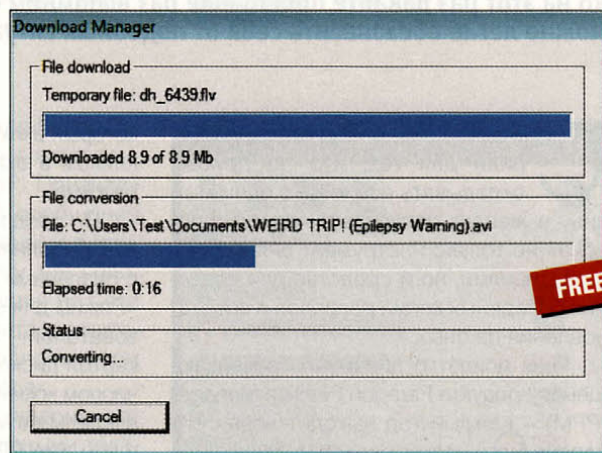 Download Manager
File download
Temporary file: dh_6439.flv
Downloaded 8.9 of 8.9 Mb
File conversion
File: C:\Users\Test\Documents\WEIRD TRIP! (Epilepsy Warning).avi
Elapsed time: 0:16
FREE
Status
Converting...
Cancel